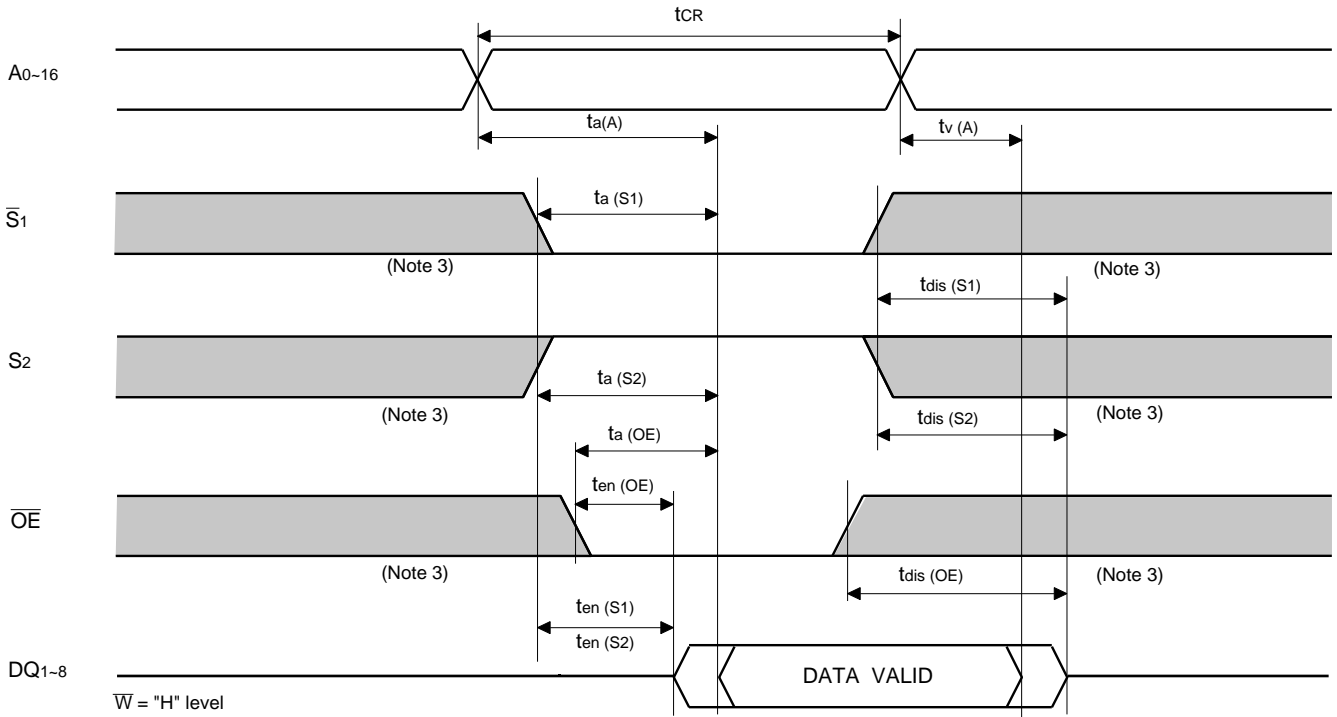 tCR
A0~16
ta(A)
tv (A)
S̅1
ta (S1)
(Note 3)
(Note 3)
tdis (S1)
S2
ta (S2)
(Note 3)
(Note 3)
tdis (S2)
ta (OE)
ten (OE)
O̅E̅
(Note 3)
tdis (OE)
(Note 3)
ten (S1)
ten (S2)
DQ1~8
DATA VALID
W̅ = "H" level